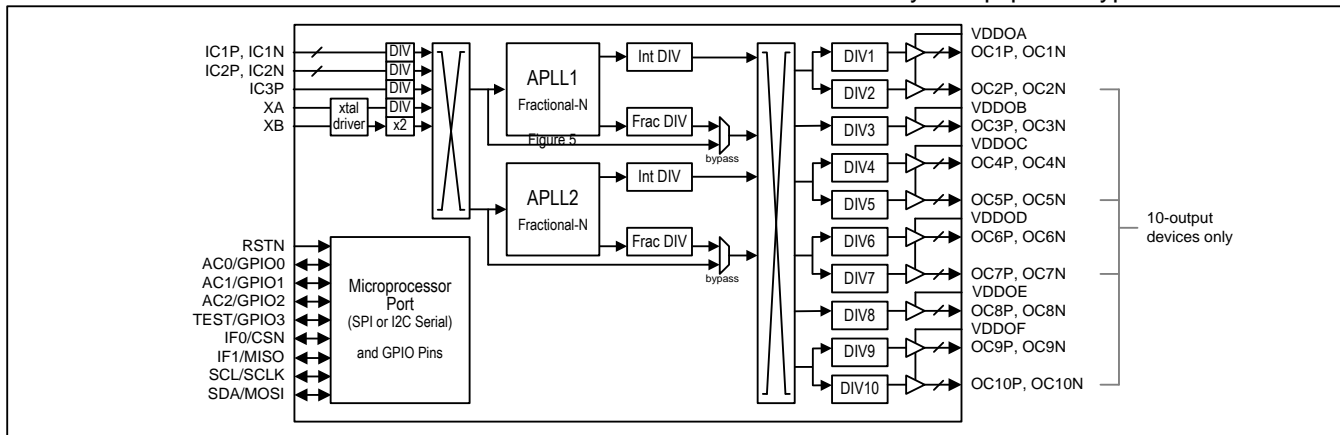 IC1P, IC1N
IC2P, IC2N
IC3P
XA
XB
xtal
driver
DIV
DIV
DIV
DIV
x2
APLL1
Fractional-N
Figure 5
Int DIV
Frac DIV
bypass
APLL2
Fractional-N
Int DIV
Frac DIV
bypass
RSTN
AC0/GPIO0
AC1/GPIO1
AC2/GPIO2
TEST/GPIO3
IF0/CSN
IF1/MISO
SCL/SCLK
SDA/MOSI
Microprocessor
Port
(SPI or I2C Serial)
and GPIO Pins
DIV1
DIV2
DIV3
DIV4
DIV5
DIV6
DIV7
DIV8
DIV9
DIV10
VDDOA
OC1P, OC1N
OC2P, OC2N
VDDOB
OC3P, OC3N
VDDOC
OC4P, OC4N
OC5P, OC5N
VDDOD
OC6P, OC6N
OC7P, OC7N
VDDOE
OC8P, OC8N
VDDOF
OC9P, OC9N
OC10P, OC10N
10-output
devices only